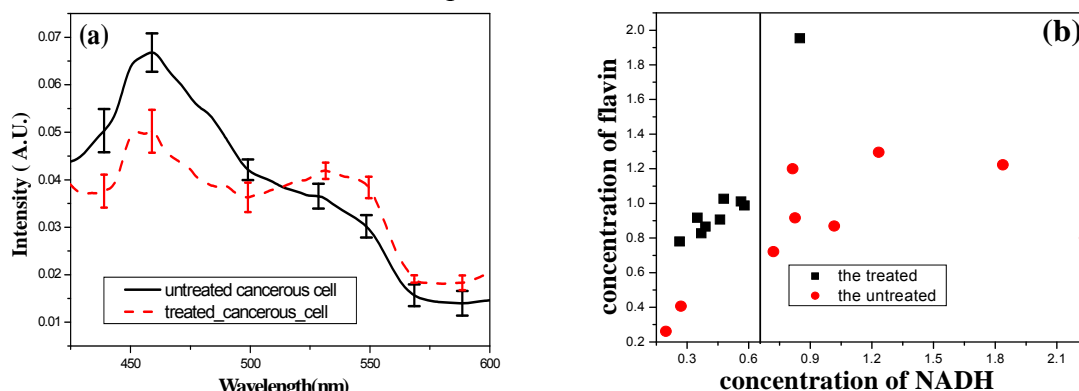 (a)
0.07
0.06
0.05
0.04
0.03
0.02
0.01
Intensity ( A.U.)
untreated cancerous cell
treated_cancerous_cell
450 500 550 600
Wavelength(nm)
(b)
2.0
1.8
1.6
1.4
1.2
1.0
0.8
0.6
0.4
0.2
concentration of flavin
the treated
the untreated
0.3 0.6 0.9 1.2 1.5 1.8 2.1
concentration of NADH